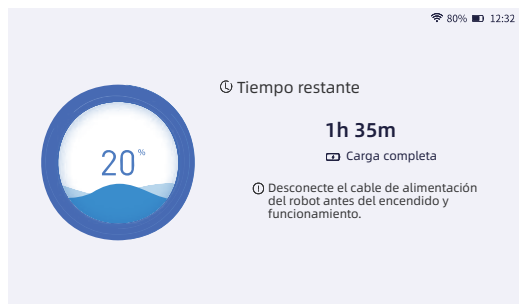 80% 12:32
Tiempo restante
20%
1h 35m
Carga completa
Desconecte el cable de alimentación
del robot antes del encendido y
funcionamiento.